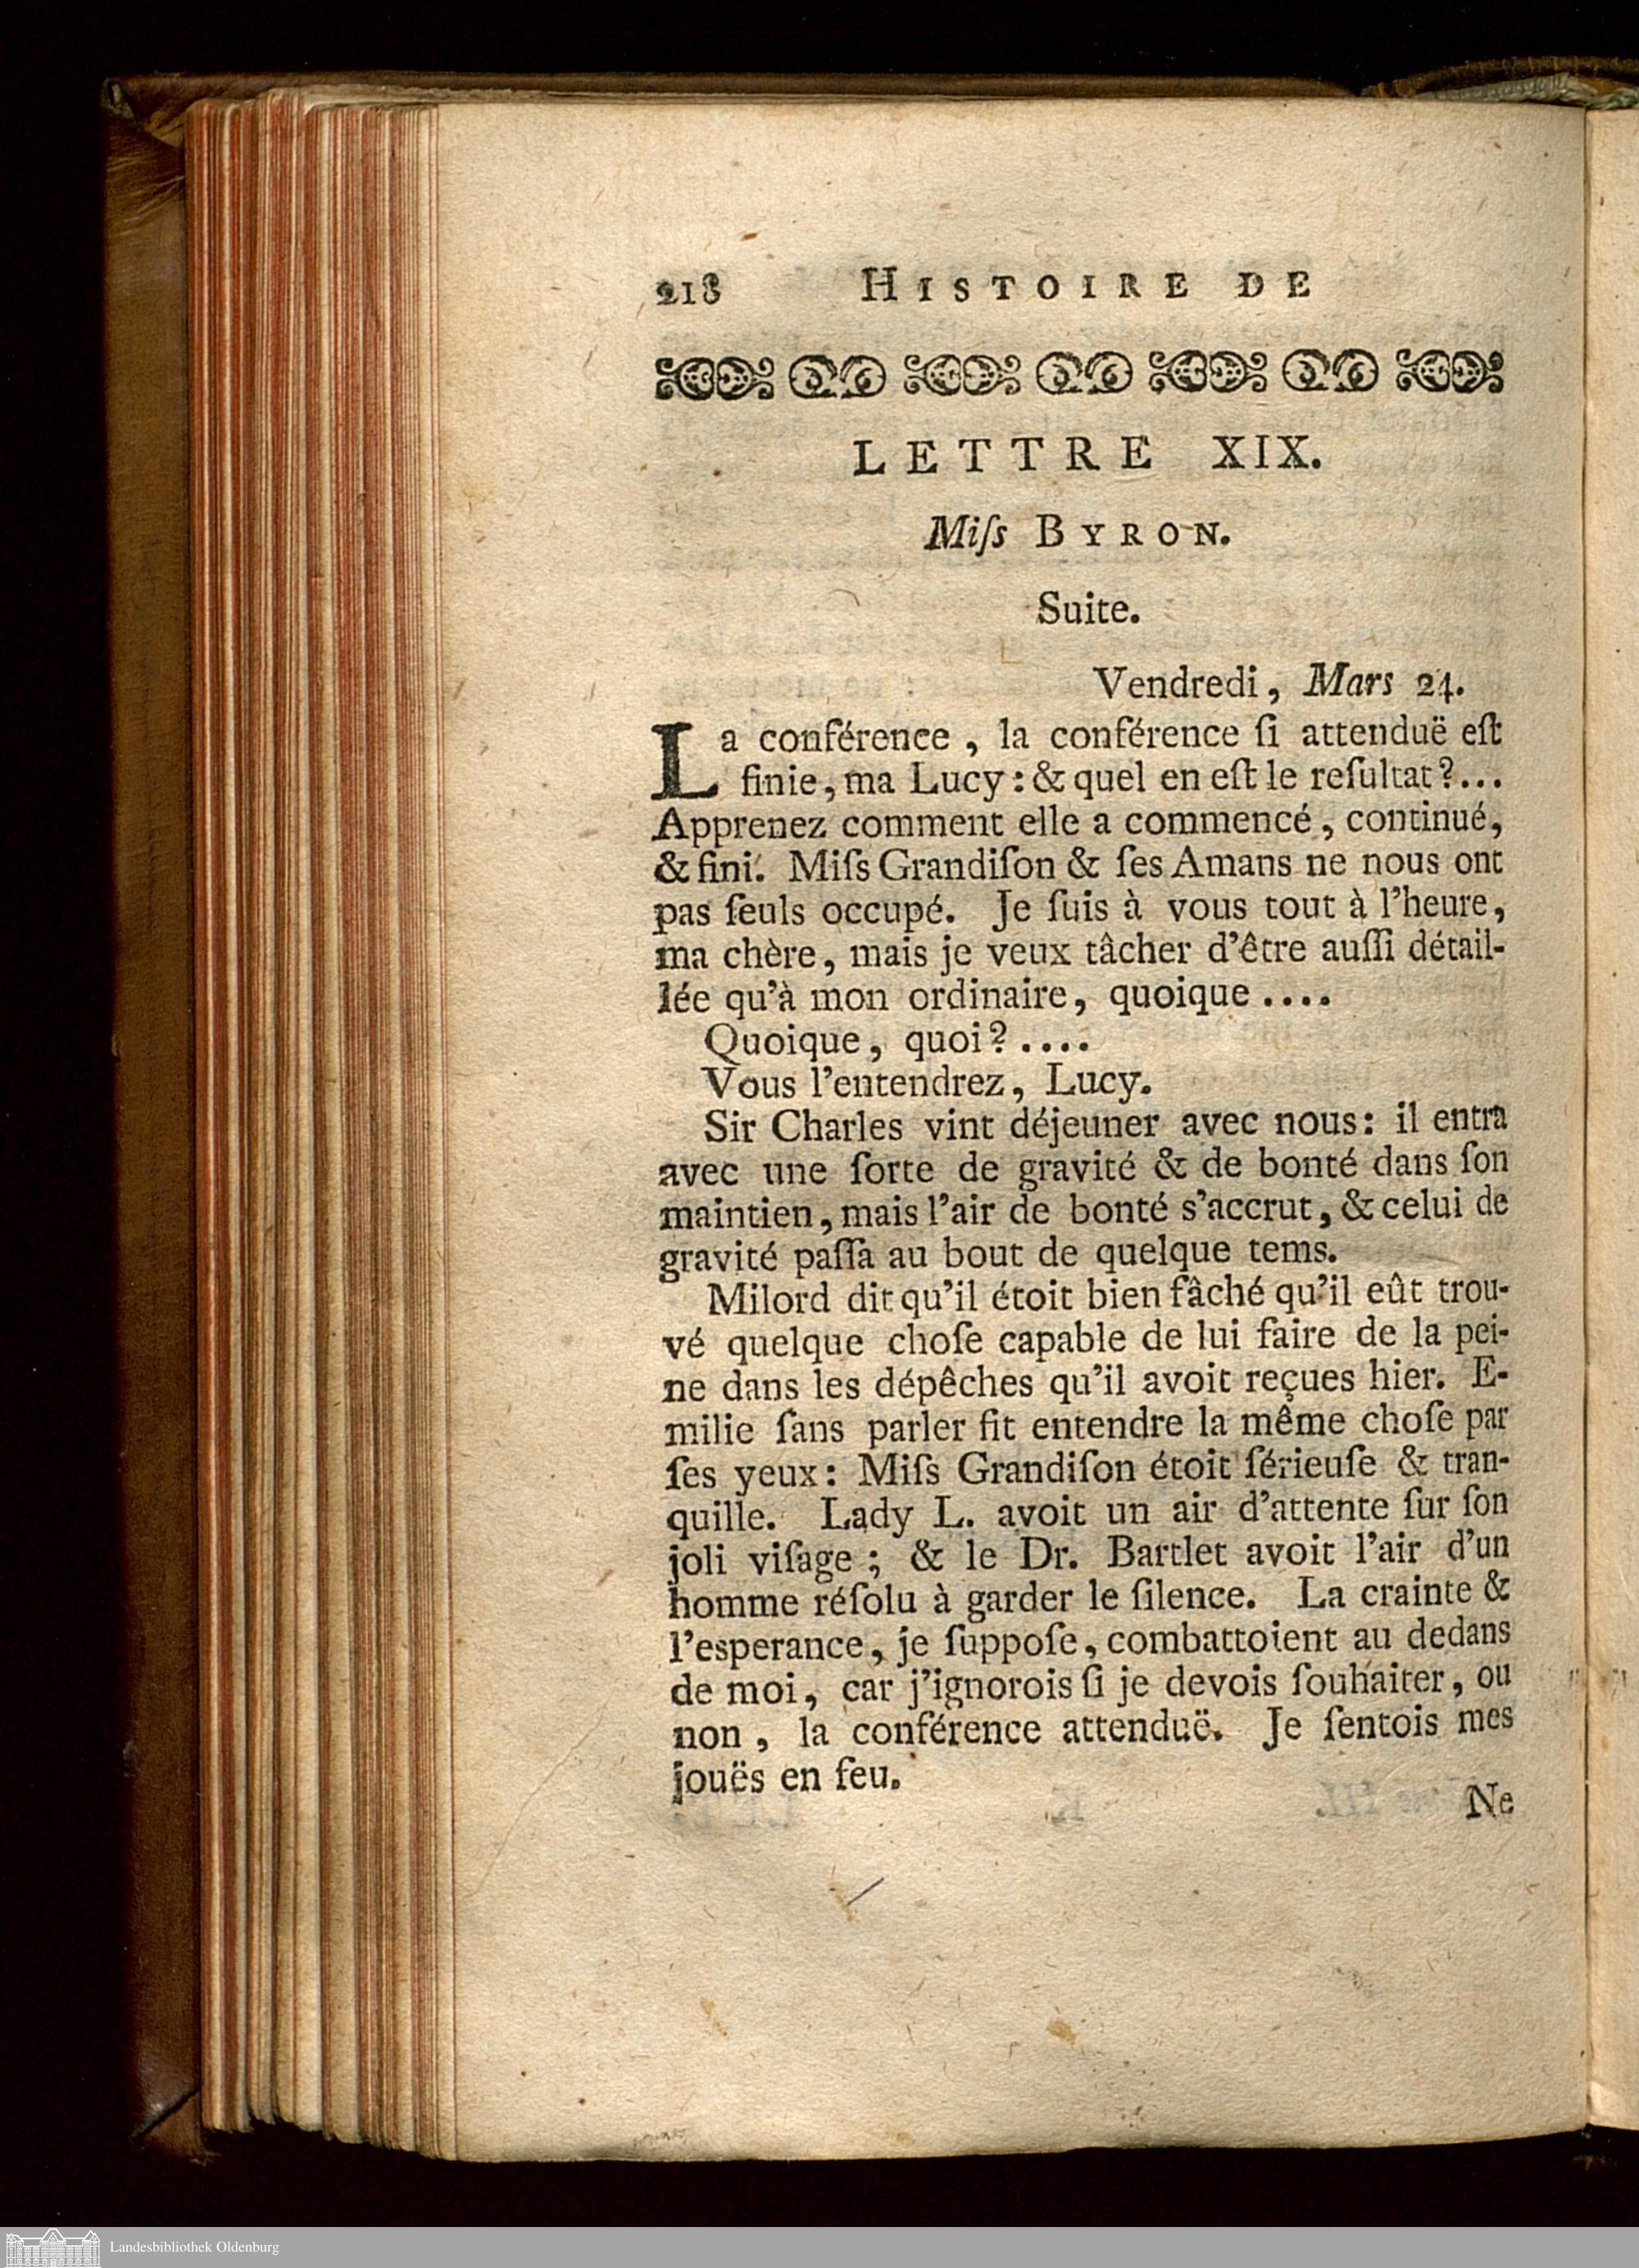 218 HISTOIRE DE
LETTRE XIX.
Miſs BYRON.
Suite.
Vendredi, Mars 24.
La conférence, la conférence ſi attenduë eſt
finie, ma Lucy: & quel en eſt le reſultat?...
Apprenez comment elle a commencé, continué,
& fini. Miſs Grandiſon & ſes Amans ne nous ont
pas ſeuls occupé. Je ſuis à vous tout à l'heure,
ma chère, mais je veux tâcher d'être auſſi détail-
lée qu'à mon ordinaire, quoique....
Quoique, quoi?....
Vous l'entendrez, Lucy.
Sir Charles vint déjeuner avec nous: il entra
avec une ſorte de gravité & de bonté dans ſon
maintien, mais l'air de bonté s'accrut, & celui de
gravité paſſa au bout de quelque tems.
Milord dit qu'il étoit bien fâché qu'il eût trou-
vé quelque choſe capable de lui faire de la pei-
ne dans les dépêches qu'il avoit reçues hier. E-
milie ſans parler fit entendre la même choſe par
ſes yeux: Miſs Grandiſon étoit ſérieuſe & tran-
quille. Lady L. avoit un air d'attente ſur ſon
joli viſage; & le Dr. Bartlet avoit l'air d'un
homme réſolu à garder le ſilence. La crainte &
l'esperance, je ſuppoſe, combattoient au dedans
de moi, car j'ignorois ſi je devois ſouhaiter, ou
non, la conférence attenduë. Je ſentois mes
jouës en feu.
Ne
Landesbibliothek Oldenburg